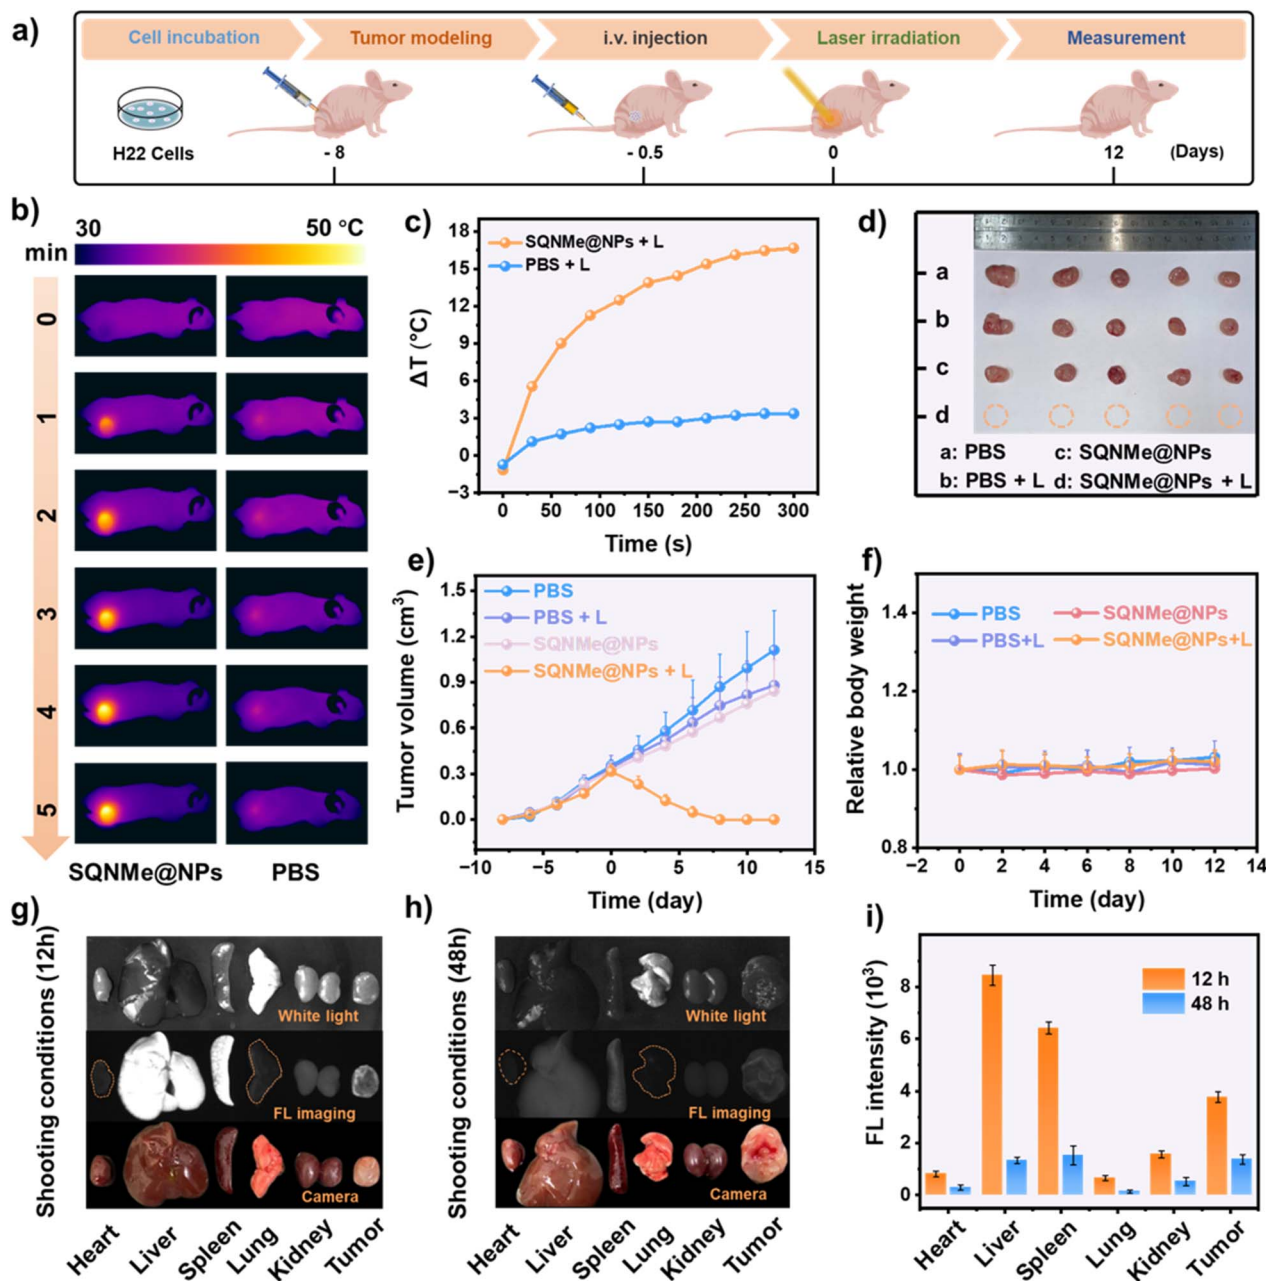 a)
Cell incubation
Tumor modeling
i.v. injection
Laser irradiation
Measurement
H22 Cells
- 8
- 0.5
0
12
(Days)
b)
30
50 °C
min
0
1
2
3
4
5
SQNMe@NPs
PBS
c)
SQNMe@NPs + L
PBS + L
18
15
12
9
6
3
0
−3
ΔT (°C)
0
50
100
150
200
250
300
Time (s)
d)
a
b
c
d
a: PBS
c: SQNMe@NPs
b: PBS + L
d: SQNMe@NPs + L
e)
PBS
PBS + L
SQNMe@NPs
SQNMe@NPs + L
1.5
1.2
0.9
0.6
0.3
0.0
Tumor volume (cm³)
−10
−5
0
5
10
15
Time (day)
f)
PBS
SQNMe@NPs
PBS+L
SQNMe@NPs+L
1.4
1.2
1.0
0.8
Relative body weight
−2
0
2
4
6
8
10
12
14
Time (day)
g)
Shooting conditions (12h)
White light
FL imaging
Camera
Heart
Liver
Spleen
Lung
Kidney
Tumor
h)
Shooting conditions (48h)
White light
FL imaging
Camera
Heart
Liver
Spleen
Lung
Kidney
Tumor
i)
12 h
48 h
8
6
4
2
0
FL intensity (10³)
Heart
Liver
Spleen
Lung
Kidney
Tumor